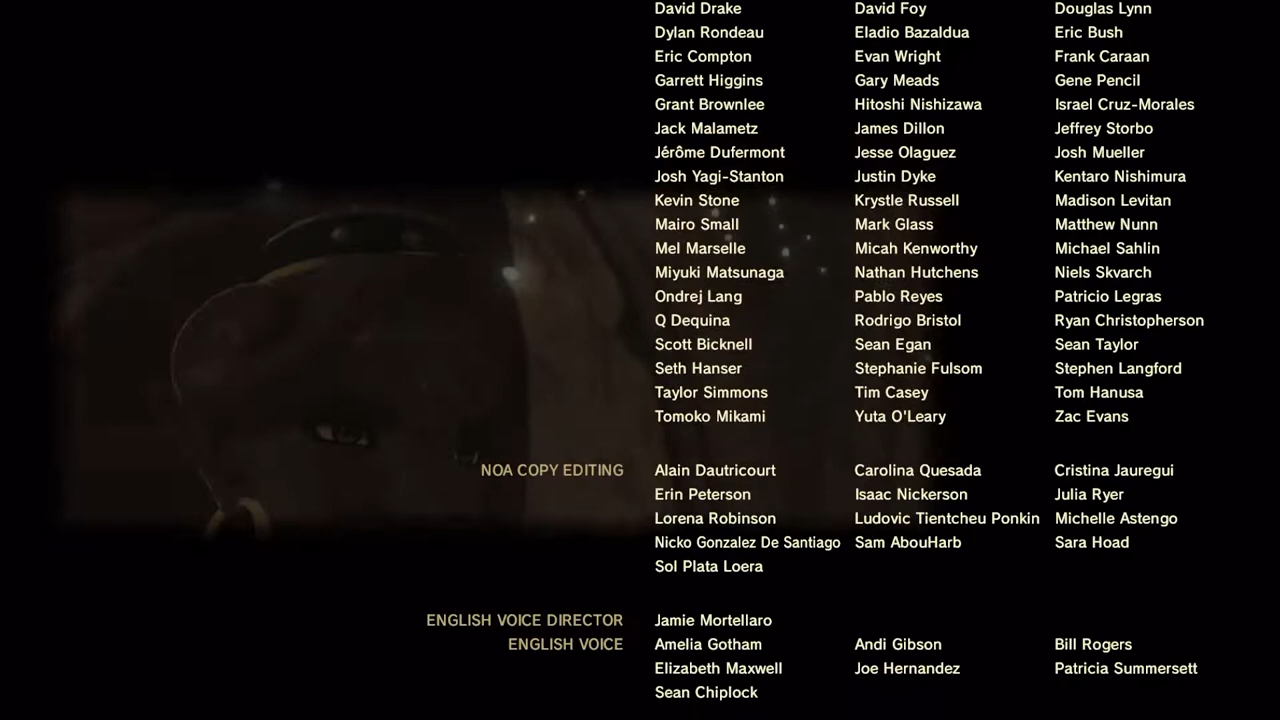 David Drake David Foy Douglas Lynn
Dylan Rondeau Eladio Bazaldua Eric Bush
Eric Compton Evan Wright Frank Caraan
Garrett Higgins Gary Meads Gene Pencil
Grant Brownlee Hitoshi Nishizawa Israel Cruz-Morales
Jack Malametz James Dillon Jeffrey Storbo
Jérôme Dufermont Jesse Olaguez Josh Mueller
Josh Yagi-Stanton Justin Dyke Kentaro Nishimura
Kevin Stone Krystle Russell Madison Levitan
Mairo Small Mark Glass Matthew Nunn
Mel Marselle Micah Kenworthy Michael Sahlin
Miyuki Matsunaga Nathan Hutchens Niels Skvarch
Ondrej Lang Pablo Reyes Patricio Legras
Q Dequina Rodrigo Bristol Ryan Christopherson
Scott Bicknell Sean Egan Sean Taylor
Seth Hanser Stephanie Fulsom Stephen Langford
Taylor Simmons Tim Casey Tom Hanusa
Tomoko Mikami Yuta O'Leary Zac Evans
NOA COPY EDITING Alain Dautricourt Carolina Quesada Cristina Jauregui
Erin Peterson Isaac Nickerson Julia Ryer
Lorena Robinson Ludovic Tientcheu Ponkin Michelle Astengo
Nicko Gonzalez De Santiago Sam AbouHarb Sara Hoad
Sol Plata Loera
ENGLISH VOICE DIRECTOR Jamie Mortellaro
ENGLISH VOICE Amelia Gotham Andi Gibson Bill Rogers
Elizabeth Maxwell Joe Hernandez Patricia Summersett
Sean Chiplock